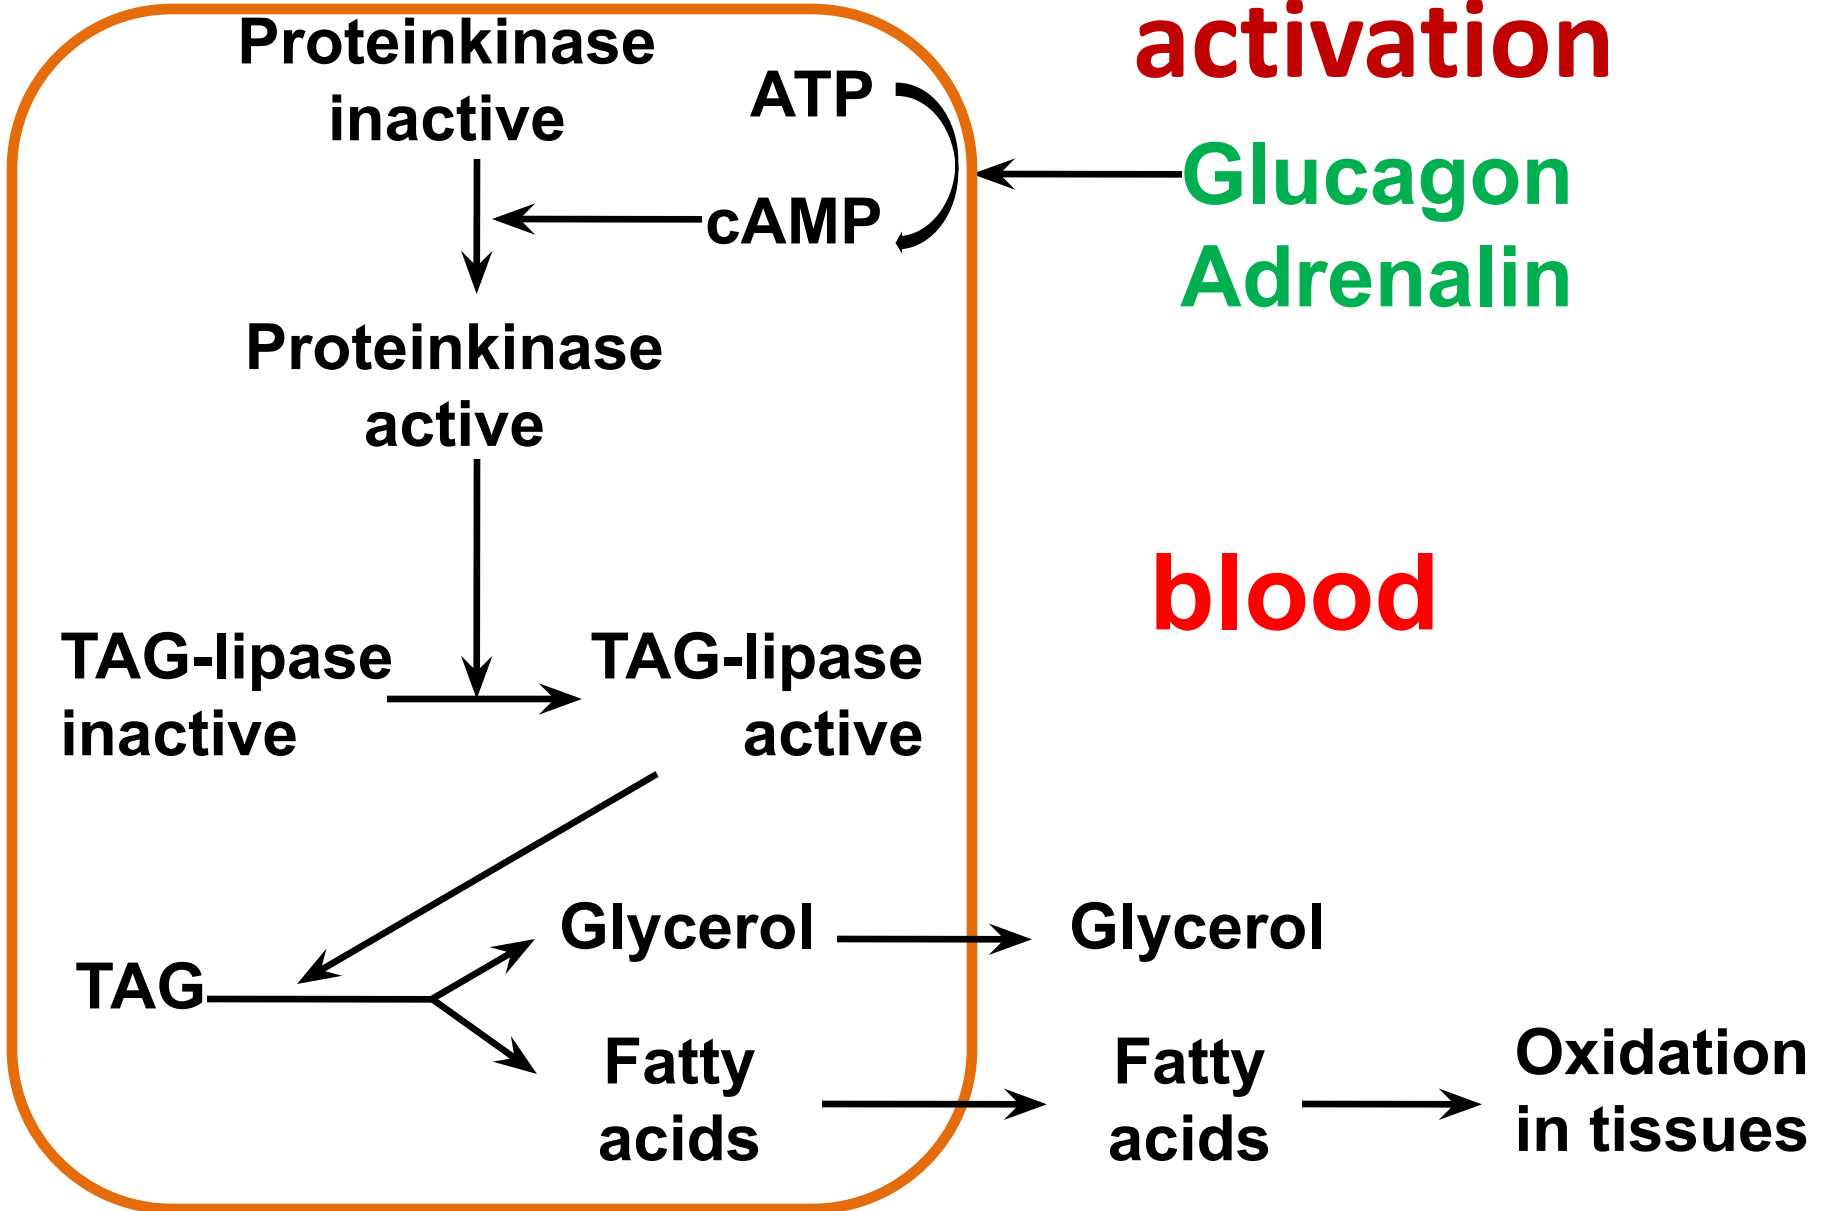 activation
Proteinkinase
inactive
ATP
Glucagon
cAMP
Adrenalin
Proteinkinase
active
blood
TAG-lipase
inactive
TAG-lipase
active
Glycerol
Glycerol
TAG
Fatty
acids
Fatty
acids
Oxidation
in tissues